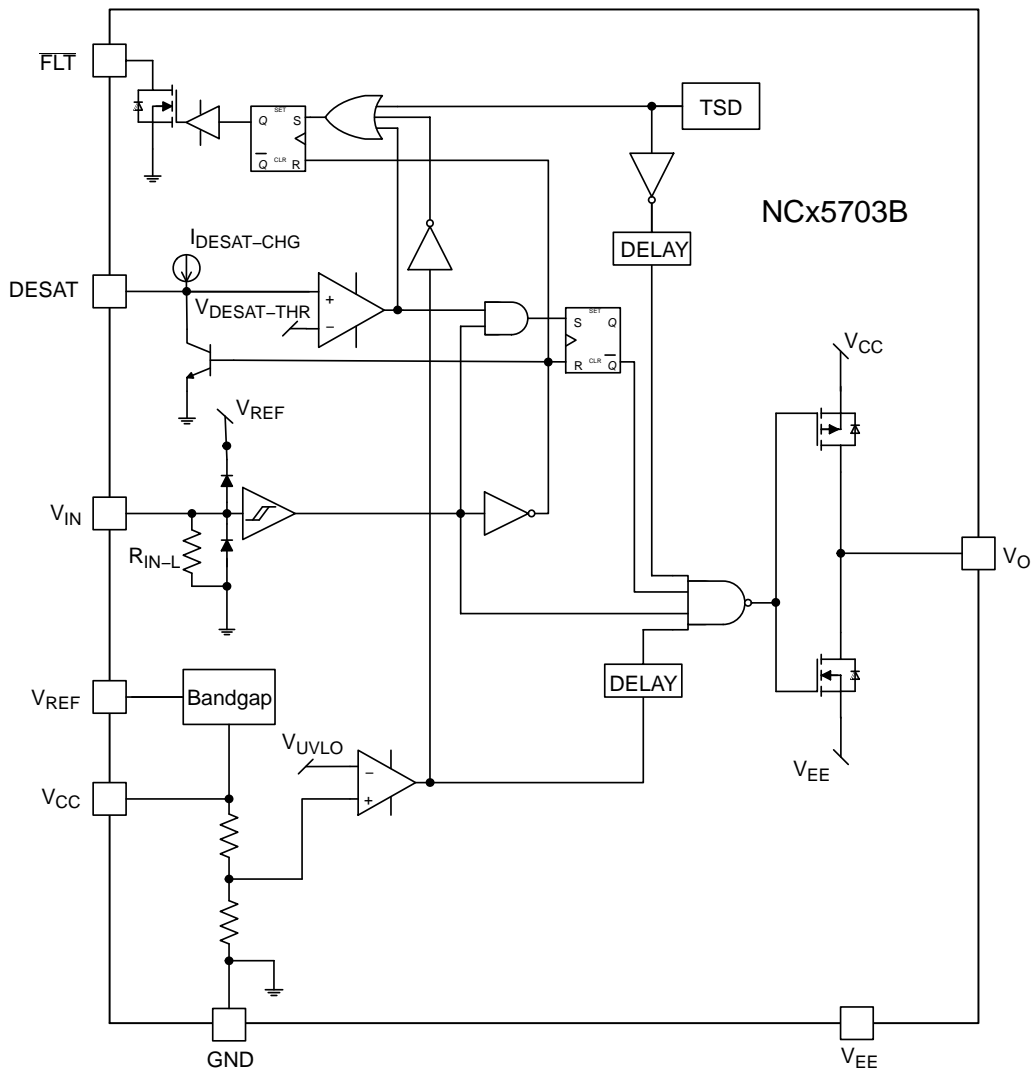 F̅L̅T̅
TSD
SET
Q
S
Q̅
CLR
R
NCx5703B
DELAY
I_DESAT–CHG
DESAT
V_DESAT–THR
+
−
SET
S
Q
R
CLR
Q̅
V_CC
V_REF
V_IN
R_IN–L
V_O
V_REF
Bandgap
DELAY
V_UVLO
−
+
V_EE
V_CC
GND
V_EE